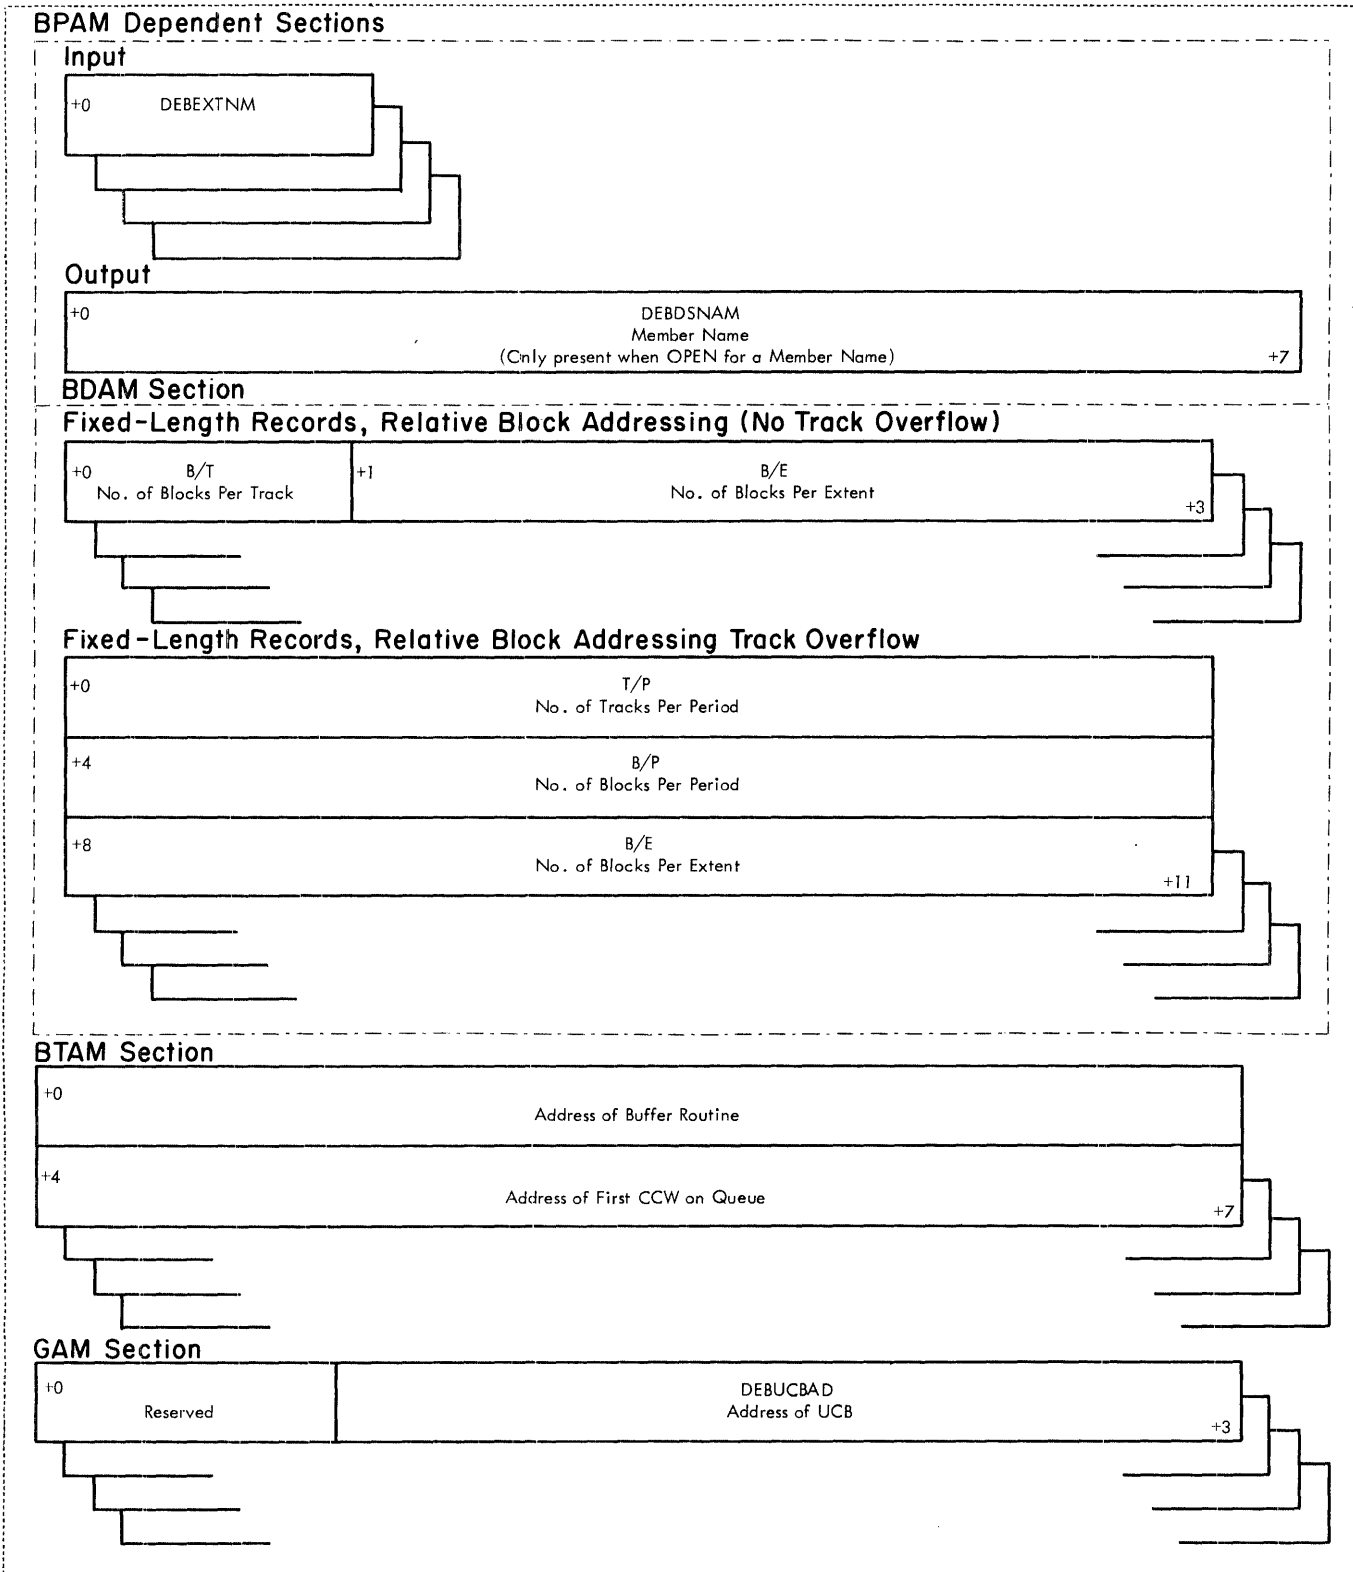 BPAM Dependent Sections
Input
+0 DEBEXTNM
Output
+0 DEBDSNAM
Member Name
(Only present when OPEN for a Member Name) +7
BDAM Section
Fixed-Length Records, Relative Block Addressing (No Track Overflow)
+0 B/T +1 B/E
No. of Blocks Per Track No. of Blocks Per Extent
+3
Fixed-Length Records, Relative Block Addressing Track Overflow
+0 T/P
No. of Tracks Per Period
+4 B/P
No. of Blocks Per Period
+8 B/E
No. of Blocks Per Extent
+11
BTAM Section
+0
Address of Buffer Routine
+4
Address of First CCW on Queue
+7
GAM Section
+0 DEBUCBAD
Reserved Address of UCB
+3